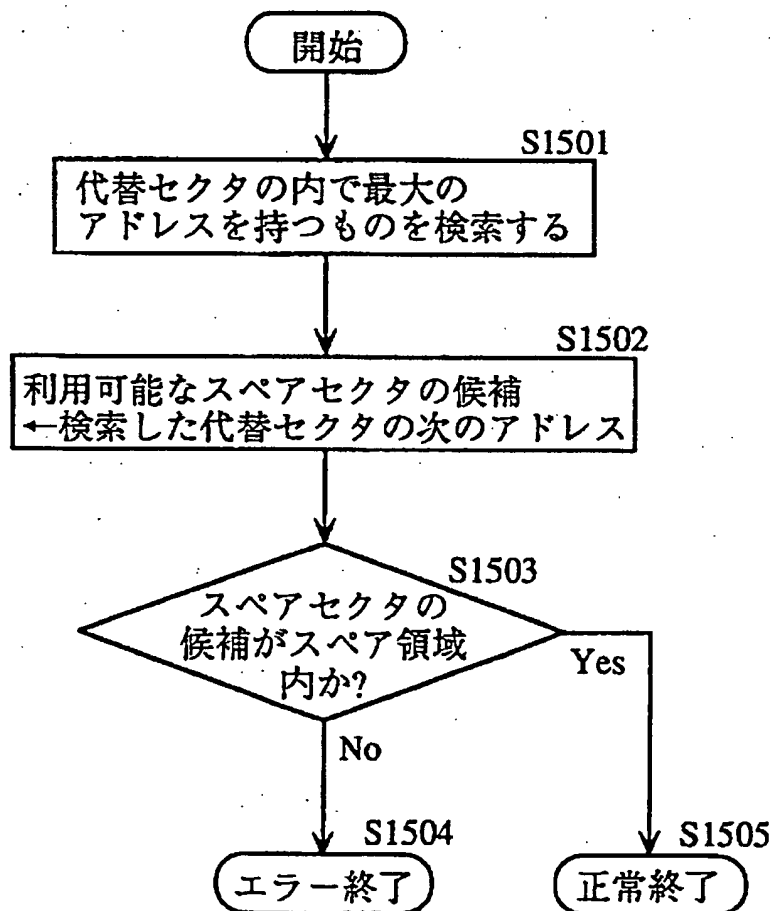 開始
S1501
代替セクタの内で最大の
アドレスを持つものを検索する
S1502
利用可能なスペアセクタの候補
←検索した代替セクタの次のアドレス
S1503
スペアセクタの
候補がスペア領域
内か?
Yes
No
S1504
エラー終了
S1505
正常終了